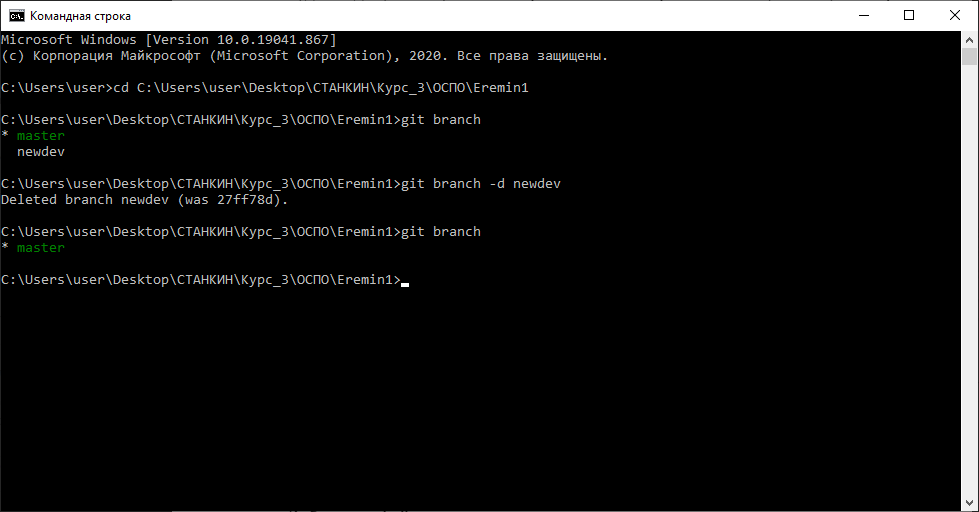 Командная строка
Microsoft Windows [Version 10.0.19041.867]
(c) Корпорация Майкрософт (Microsoft Corporation), 2020. Все права защищены.
C:\Users\user>cd C:\Users\user\Desktop\СТАНКИН\Курс_3\ОСПО\Eremin1
C:\Users\user\Desktop\СТАНКИН\Курс_3\ОСПО\Eremin1>git branch
* master
newdev
C:\Users\user\Desktop\СТАНКИН\Курс_3\ОСПО\Eremin1>git branch -d newdev
Deleted branch newdev (was 27ff78d).
C:\Users\user\Desktop\СТАНКИН\Курс_3\ОСПО\Eremin1>git branch
* master
C:\Users\user\Desktop\СТАНКИН\Курс_3\ОСПО\Eremin1>